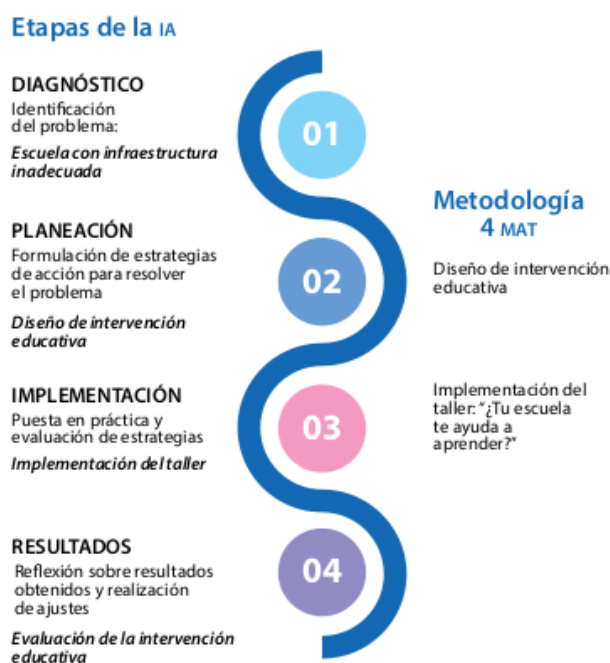 Etapas de la IA
DIAGNÓSTICO
Identificación
del problema:
Escuela con infraestructura
inadecuada
01
PLANEACIÓN
Formulación de estrategias
de acción para resolver
el problema
Diseño de intervención
educativa
02
Metodología
4 MAT
Diseño de intervención
educativa
IMPLEMENTACIÓN
Puesta en práctica y
evaluación de estrategias
Implementación del taller
03
Implementación del
taller: “¿Tu escuela
te ayuda a
aprender?”
RESULTADOS
Reflexión sobre resultados
obtenidos y realización
de ajustes
Evaluación de la intervención
educativa
04